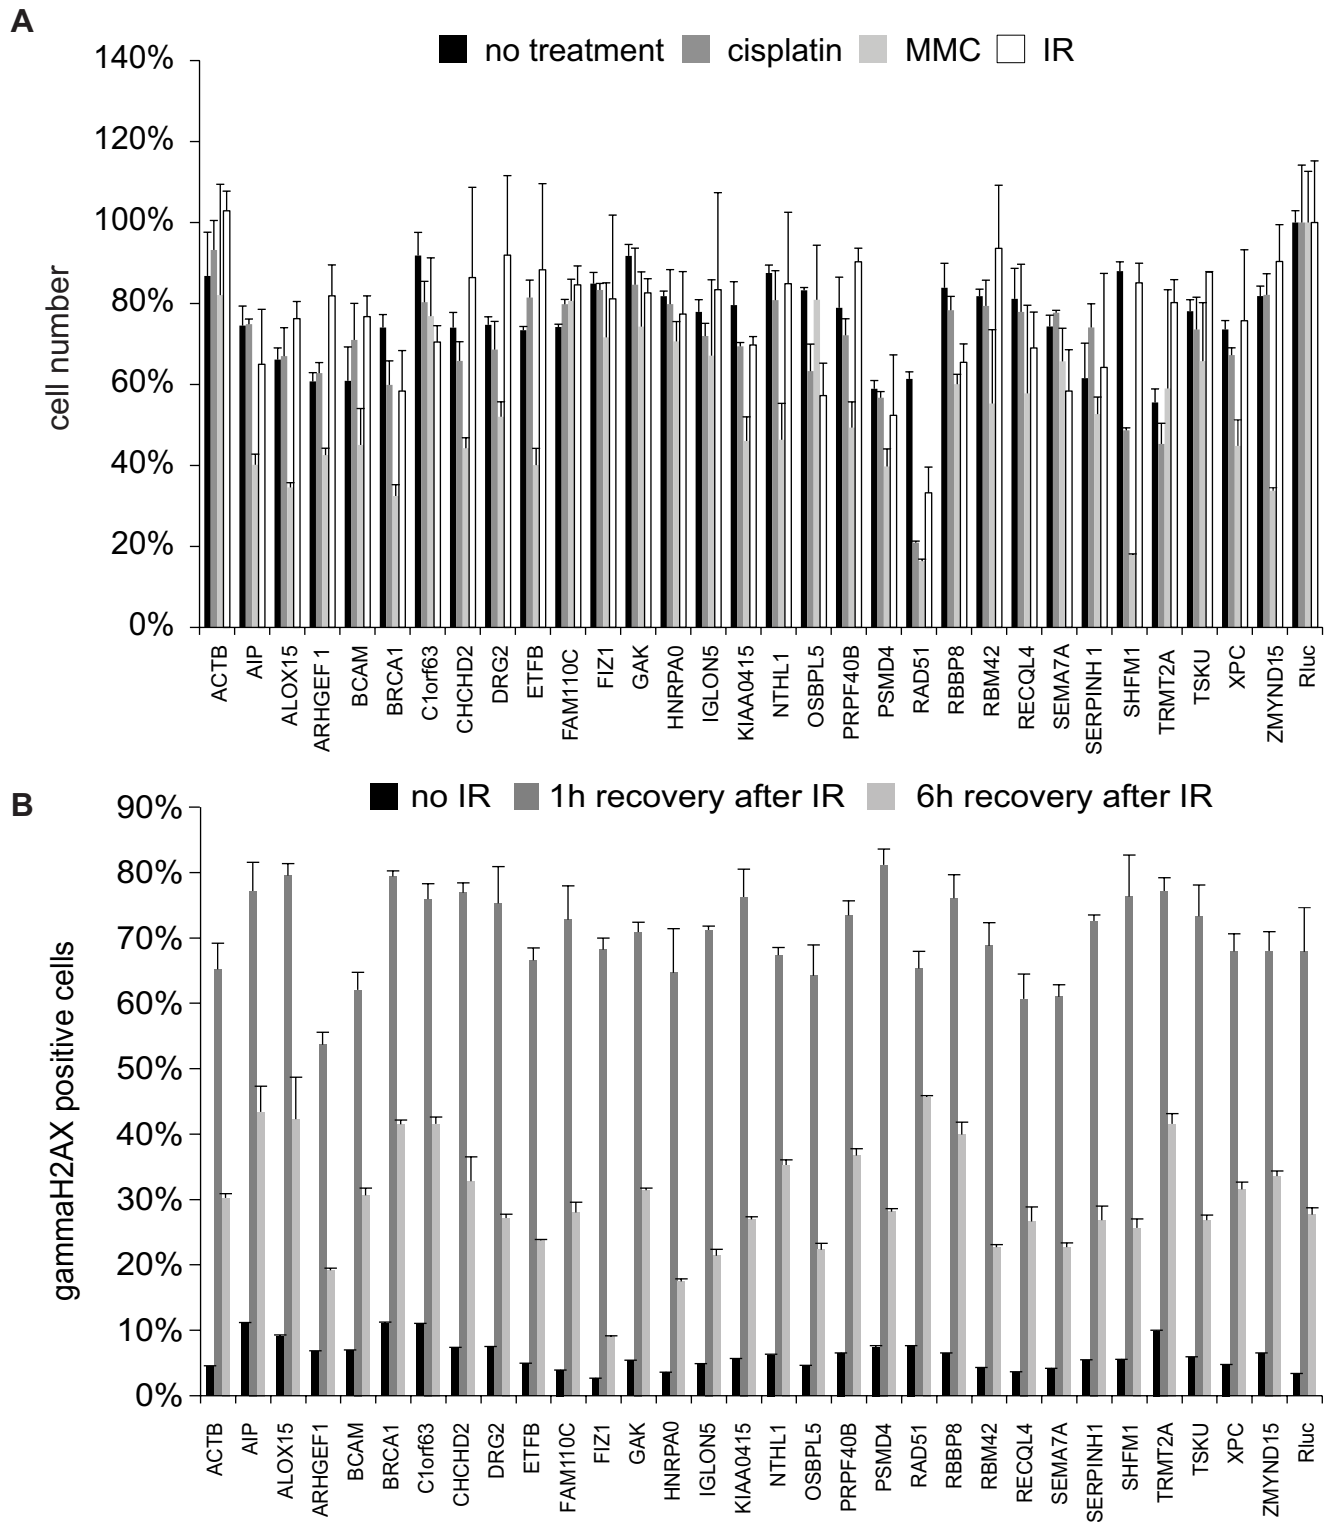 A
no treatment cisplatin MMC IR
140%
120%
100%
80%
60%
40%
20%
0%
cell number
ACTB AIP ALOX15 ARHGEF 1 BCAM BRCA1 C1orf63 CHCHD2 DRG2 ETFB FAM110C FIZ1 GAK HNRPA0 IGLON5 KIAA0415 NTHL1 OSBPL5 PRPF40B PSMD4 RAD51 RBBP8 RBM42 RECQL4 SEMA7A SERPINH1 SHFM1 TRMT2A TSKU XPC ZMYND15 Rluc
B
no IR 1h recovery after IR 6h recovery after IR
90%
80%
70%
60%
50%
40%
30%
20%
10%
0%
gammaH2AX positive cells
ACTB AIP ALOX15 ARHGEF1 BCAM BRCA1 C1orf63 CHCHD2 DRG2 ETFB FAM110C FIZ1 GAK HNRPA0 IGLON5 KIAA0415 NTHL1 OSBPL5 PRPF40B PSMD4 RAD51 RBBP8 RBM42 RECQL4 SEMA7A SERPINH1 SHFM1 TRMT2A TSKU XPC ZMYND15 Rluc